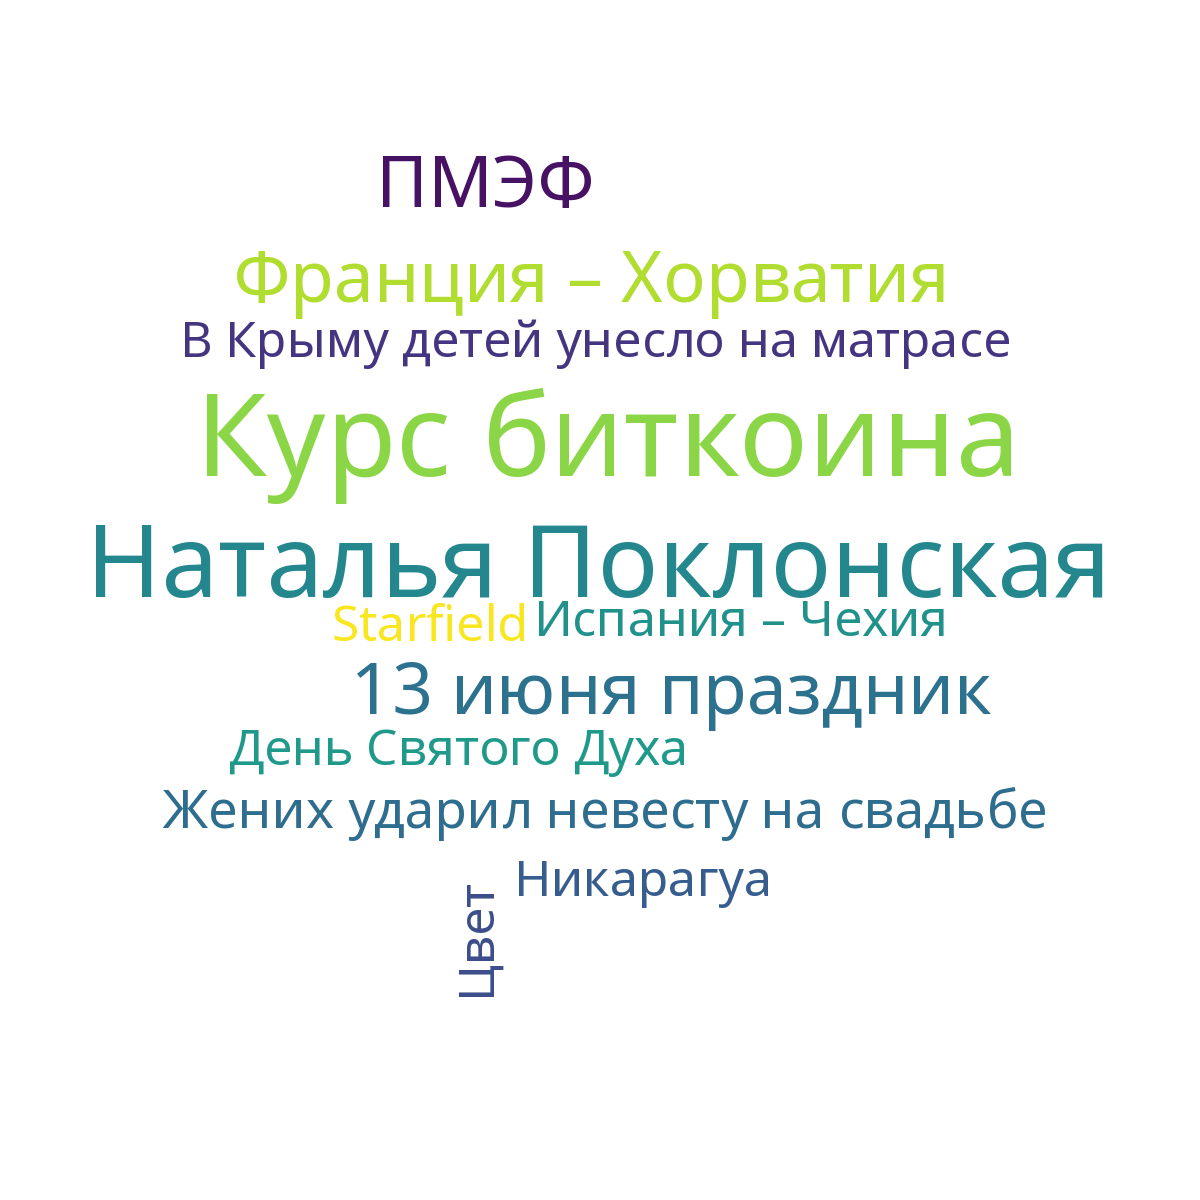 ПМЭФ
Франция – Хорватия
В Крыму детей унесло на матрасе
Курс биткоина
Наталья Поклонская
Starfield
Испания – Чехия
13 июня праздник
День Святого Духа
Жених ударил невесту на свадьбе
Никарагуа
Цвет